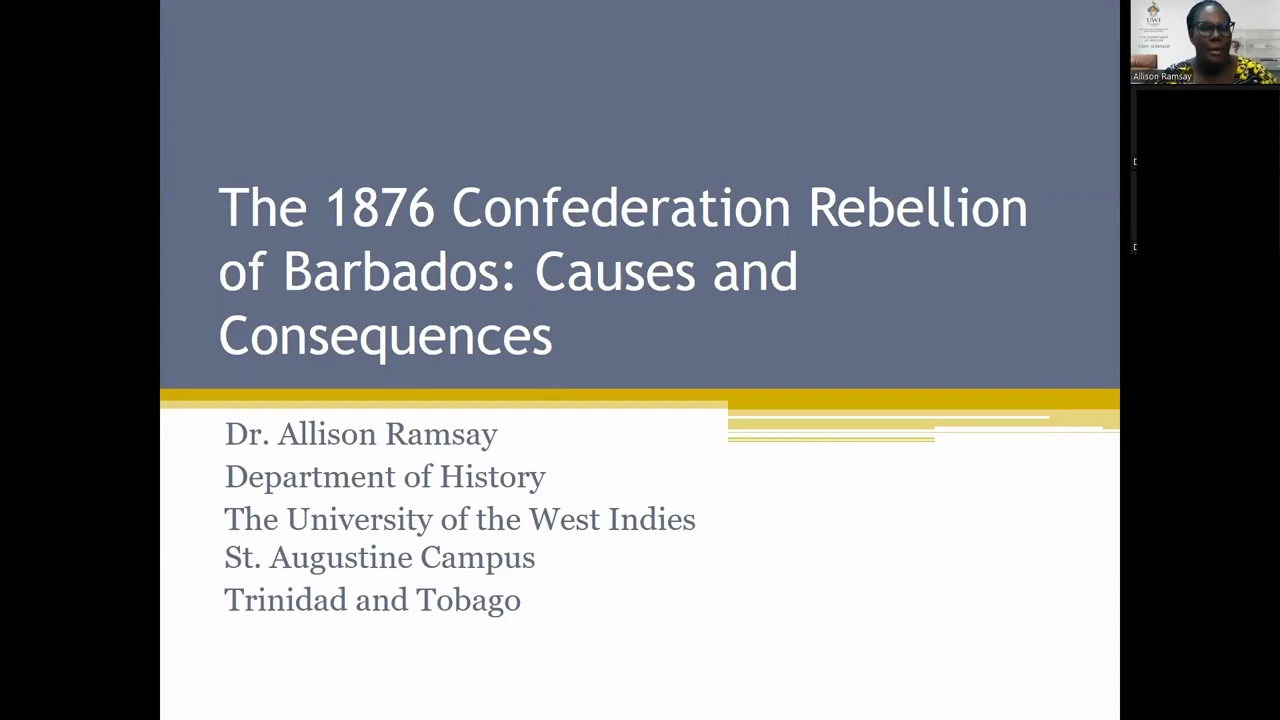 The 1876 Confederation Rebellion
of Barbados: Causes and
Consequences
Dr. Allison Ramsay
Department of History
The University of the West Indies
St. Augustine Campus
Trinidad and Tobago
UWI
Allison Ramsay